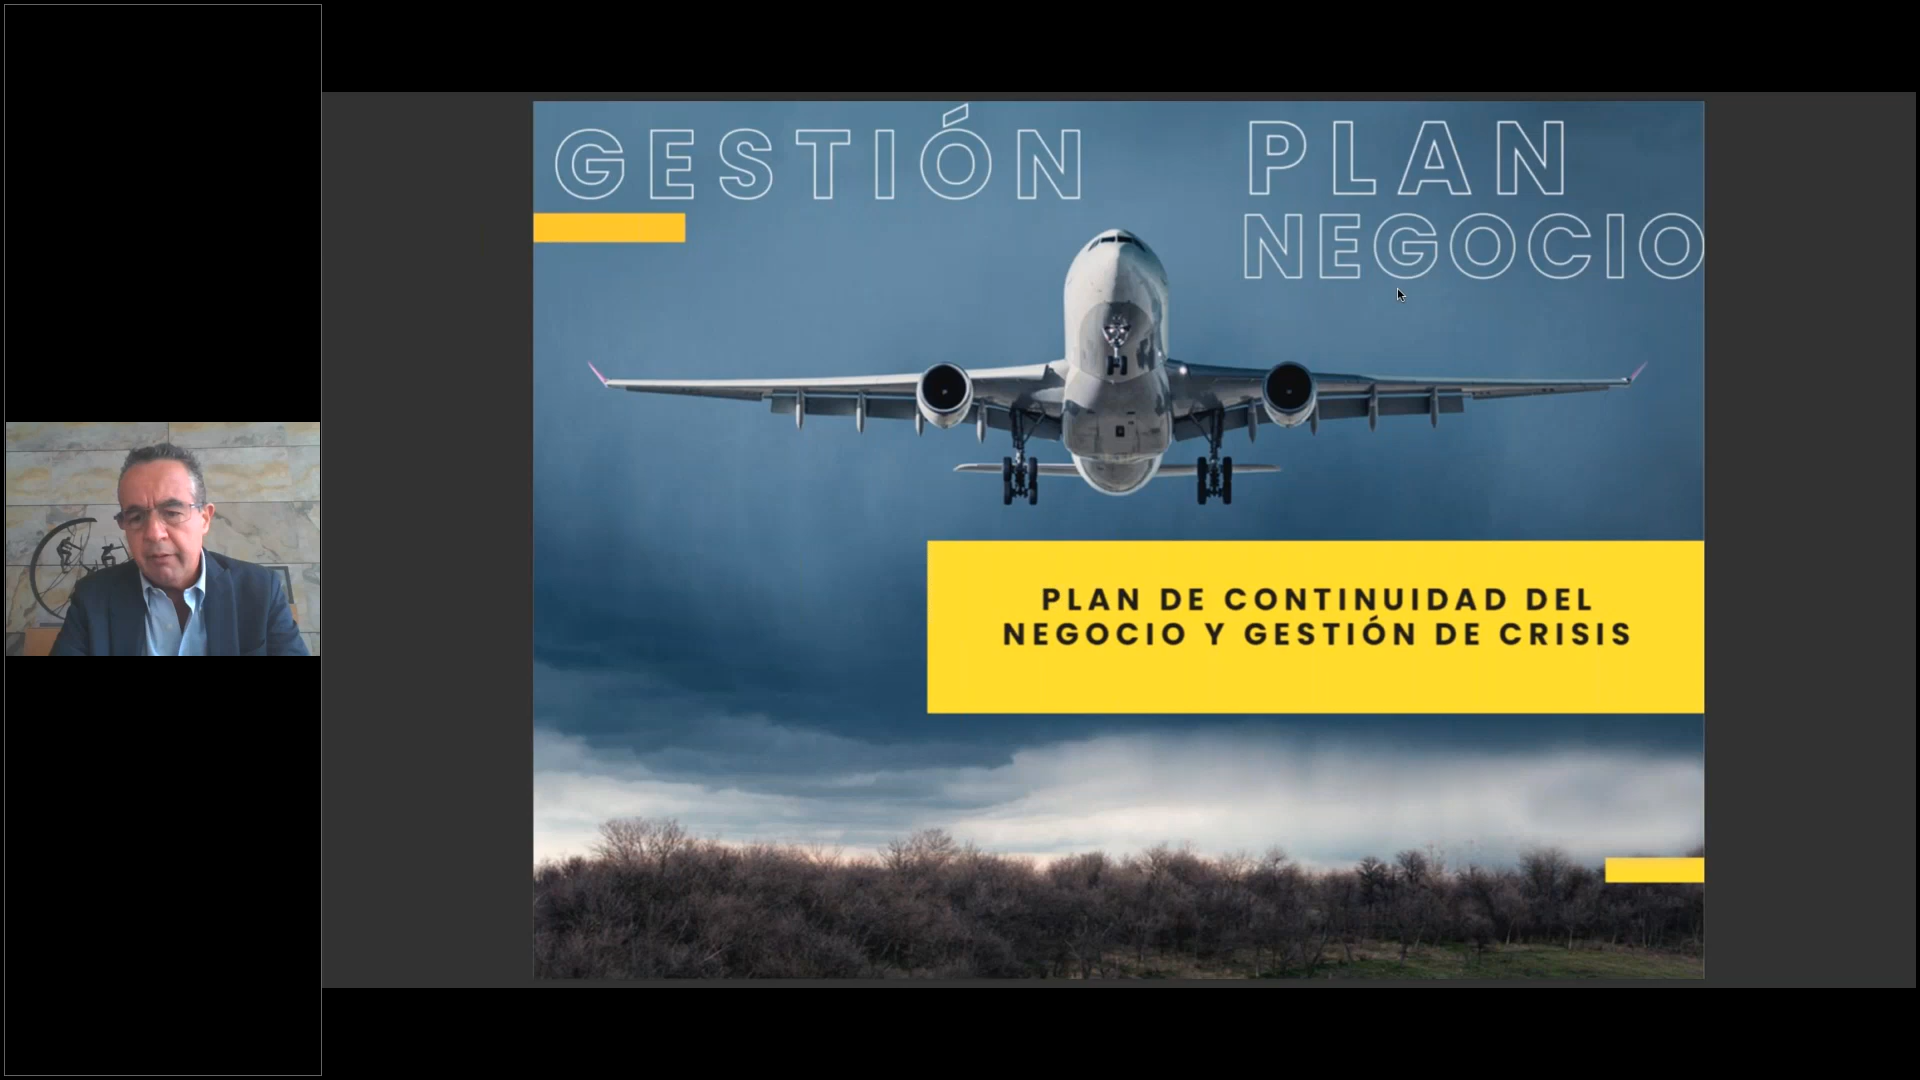 GESTIÓN
PLAN
NEGOCIO
PLAN DE CONTINUIDAD DEL
NEGOCIO Y GESTIÓN DE CRISIS